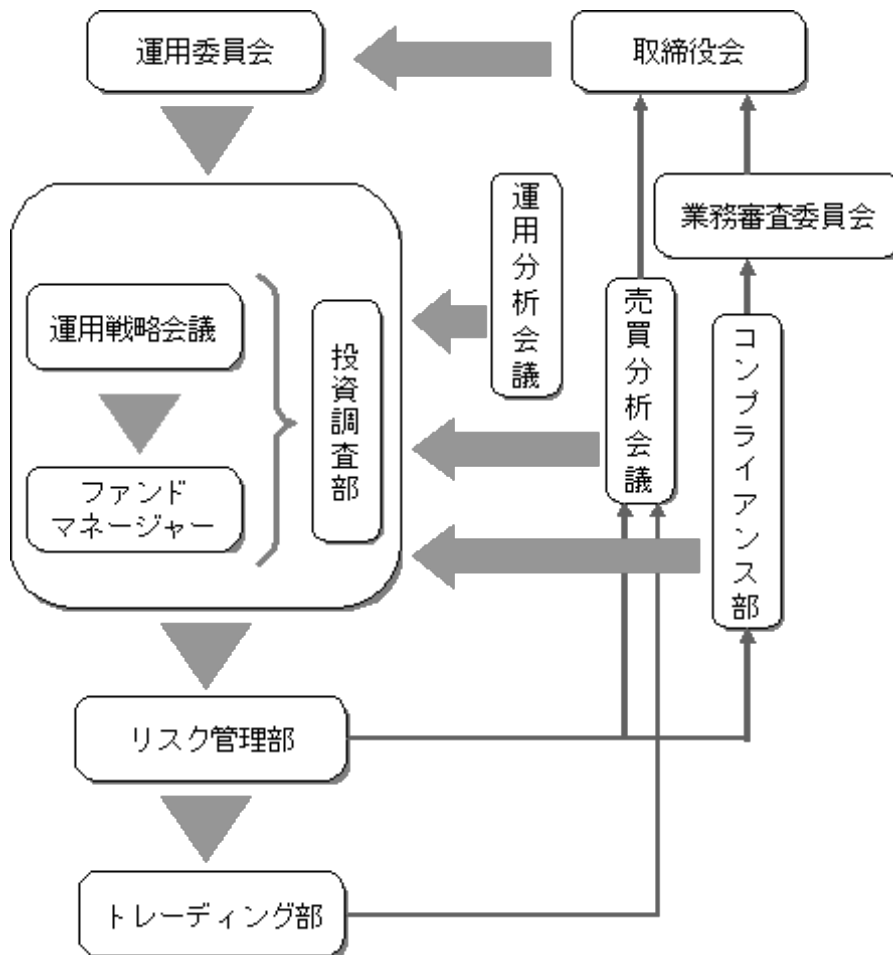 運用委員会
取締役会
運用分析会議
業務審査委員会
運用戦略会議
投資調査部
売買分析会議
コンプライアンス部
ファンド
マネージャー
リスク管理部
トレーディング部